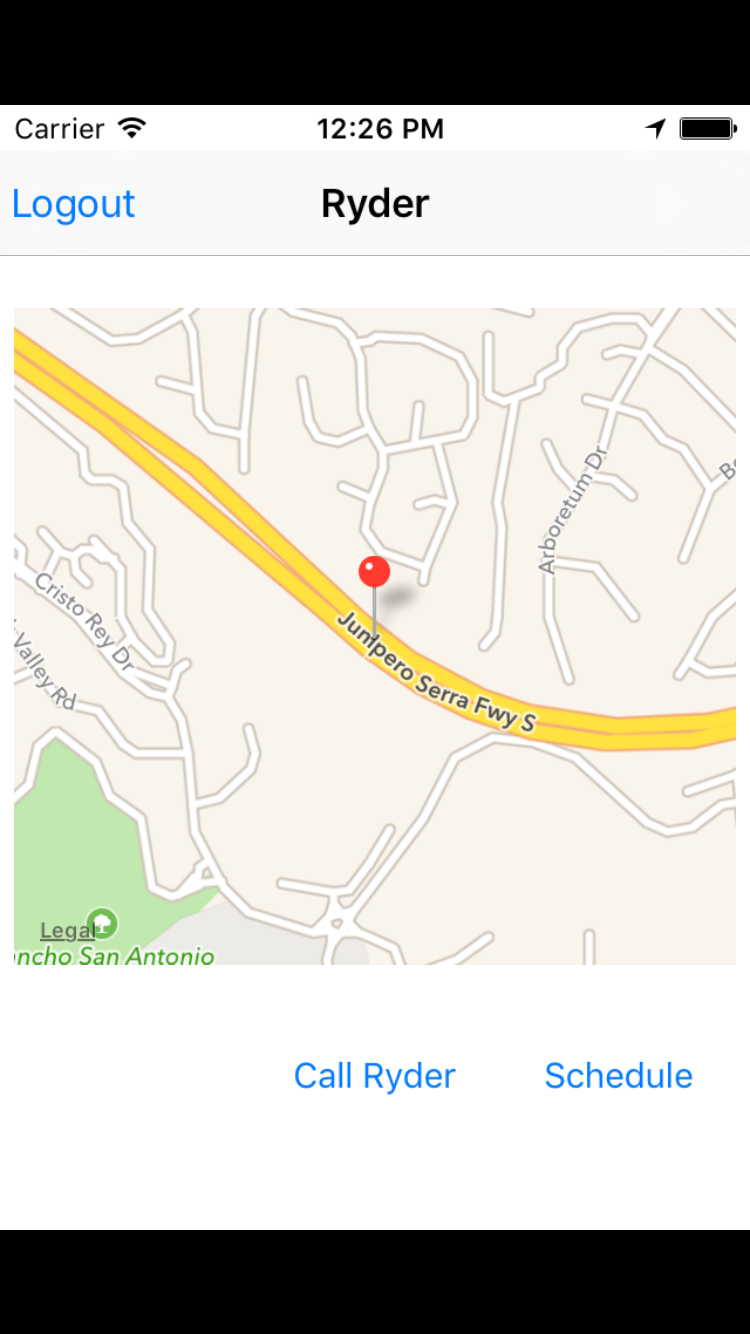 Carrier 12:26 PM
Logout Ryder
Arboretum Dr
Cristo Rey Dr
Valley Rd
Junipero Serra Fwy S
Legal
ncho San Antonio
Call Ryder Schedule